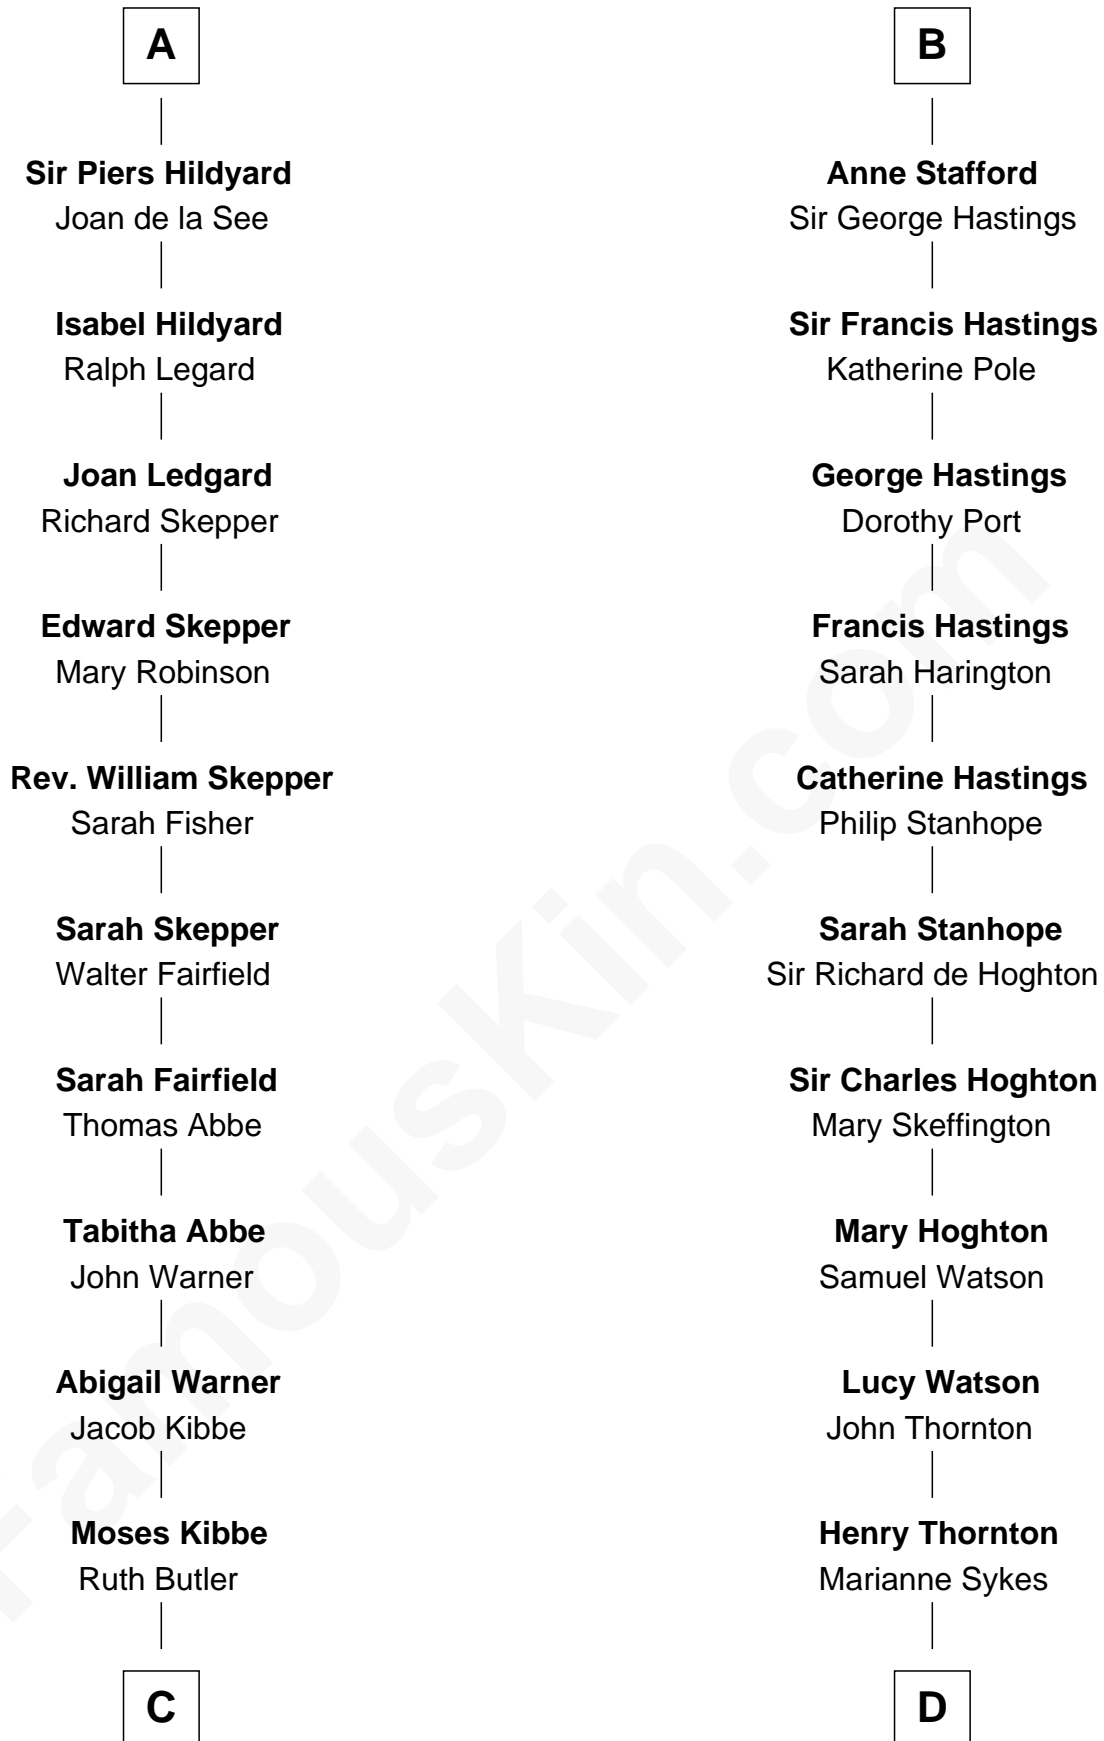 A
Sir Piers Hildyard
Joan de la See
Isabel Hildyard
Ralph Legard
Joan Ledgard
Richard Skepper
Edward Skepper
Mary Robinson
Rev. William Skepper
Sarah Fisher
Sarah Skepper
Walter Fairfield
Sarah Fairfield
Thomas Abbe
Tabitha Abbe
John Warner
Abigail Warner
Jacob Kibbe
Moses Kibbe
Ruth Butler
C
B
Anne Stafford
Sir George Hastings
Sir Francis Hastings
Katherine Pole
George Hastings
Dorothy Port
Francis Hastings
Sarah Harington
Catherine Hastings
Philip Stanhope
Sarah Stanhope
Sir Richard de Hoghton
Sir Charles Hoghton
Mary Skeffington
Mary Hoghton
Samuel Watson
Lucy Watson
John Thornton
Henry Thornton
Marianne Sykes
D
FamousKin.com